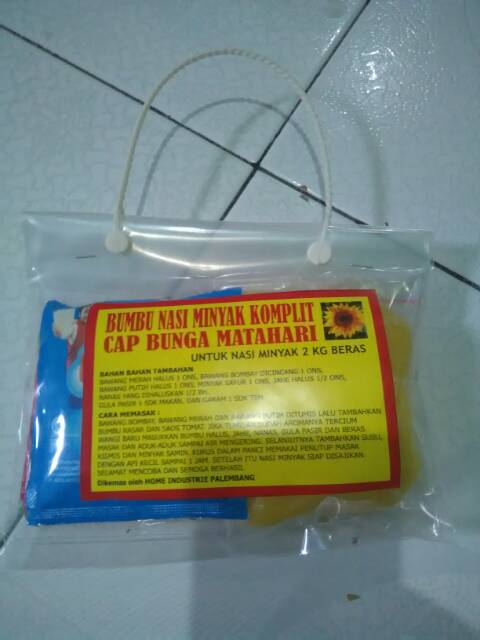 BUMBU NASI MINYAK KOMPLIT
CAP BUNGA MATAHARI
UNTUK NASI MINYAK 2 KG BERAS
BAHAN BAHAN TAMBAHAN
BAWANG MERAH HALUS 1 ONS, BAWANG BOMBAY DICINCANG 1 ONS,
BAWANG PUTIH HALUS 1 ONS, MINYAK SAYUR 1 ONS, JAHE HALUS 1/2 ONS,
NANAS YANG DIHALUSKAN 1/2 BH.
GULA PASIR 1 SDK MAKAN, DAN GARAM 1 SDK TEH.
CARA MEMASAK :
BAWANG BOMBAY, BAWANG MERAH DAN BAWANG PUTIH DITUMIS LALU TAMBAHKAN
BUMBU KASAR DAN SAOS TOMAT. JIKA TUMISAN SUDAH AROMANYA TERCIUM
WANGI BARU MASUKKAN BUMBU HALUS, JAHE, NANAS, GULA PASIR DAN BERAS.
MASAK DAN ADUK-ADUK SAMPAI AIR MENGERING. SELANJUTNYA TAMBAHKAN SUSU,
KISMIS DAN MINYAK SAMIN. KUKUS DALAM PANCI MEMAKAI PENUTUP MASAK
DENGAN API KECIL SAMPAI 1 JAM. SETELAH ITU NASI MINYAK SIAP DISAJIKAN.
SELAMAT MENCOBA DAN SEMOGA BERHASIL
Dikemas oleh HOME INDUSTRIE PALEMBANG